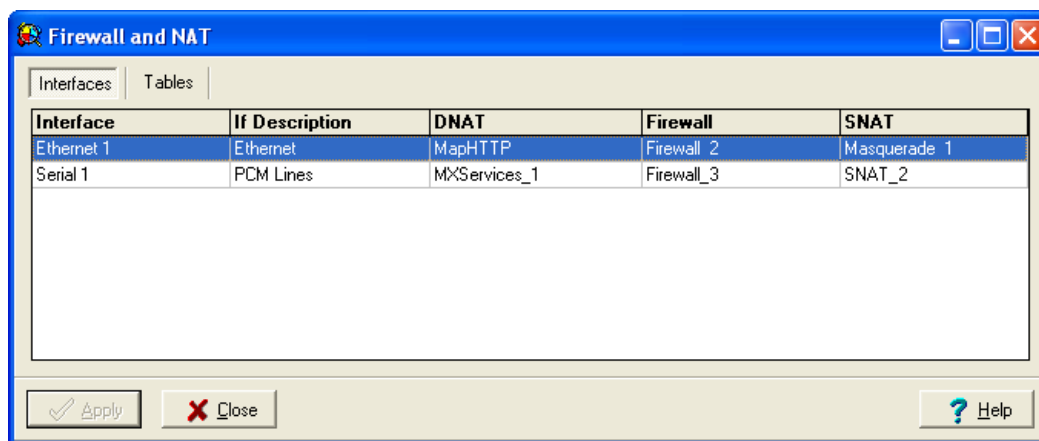 Firewall and NAT
Interfaces Tables
Interface If Description DNAT Firewall SNAT
Ethernet 1 Ethernet MapHTTP Firewall_2 Masquerade_1
Serial 1 PCM Lines MXServices_1 Firewall_3 SNAT_2
Apply Close Help